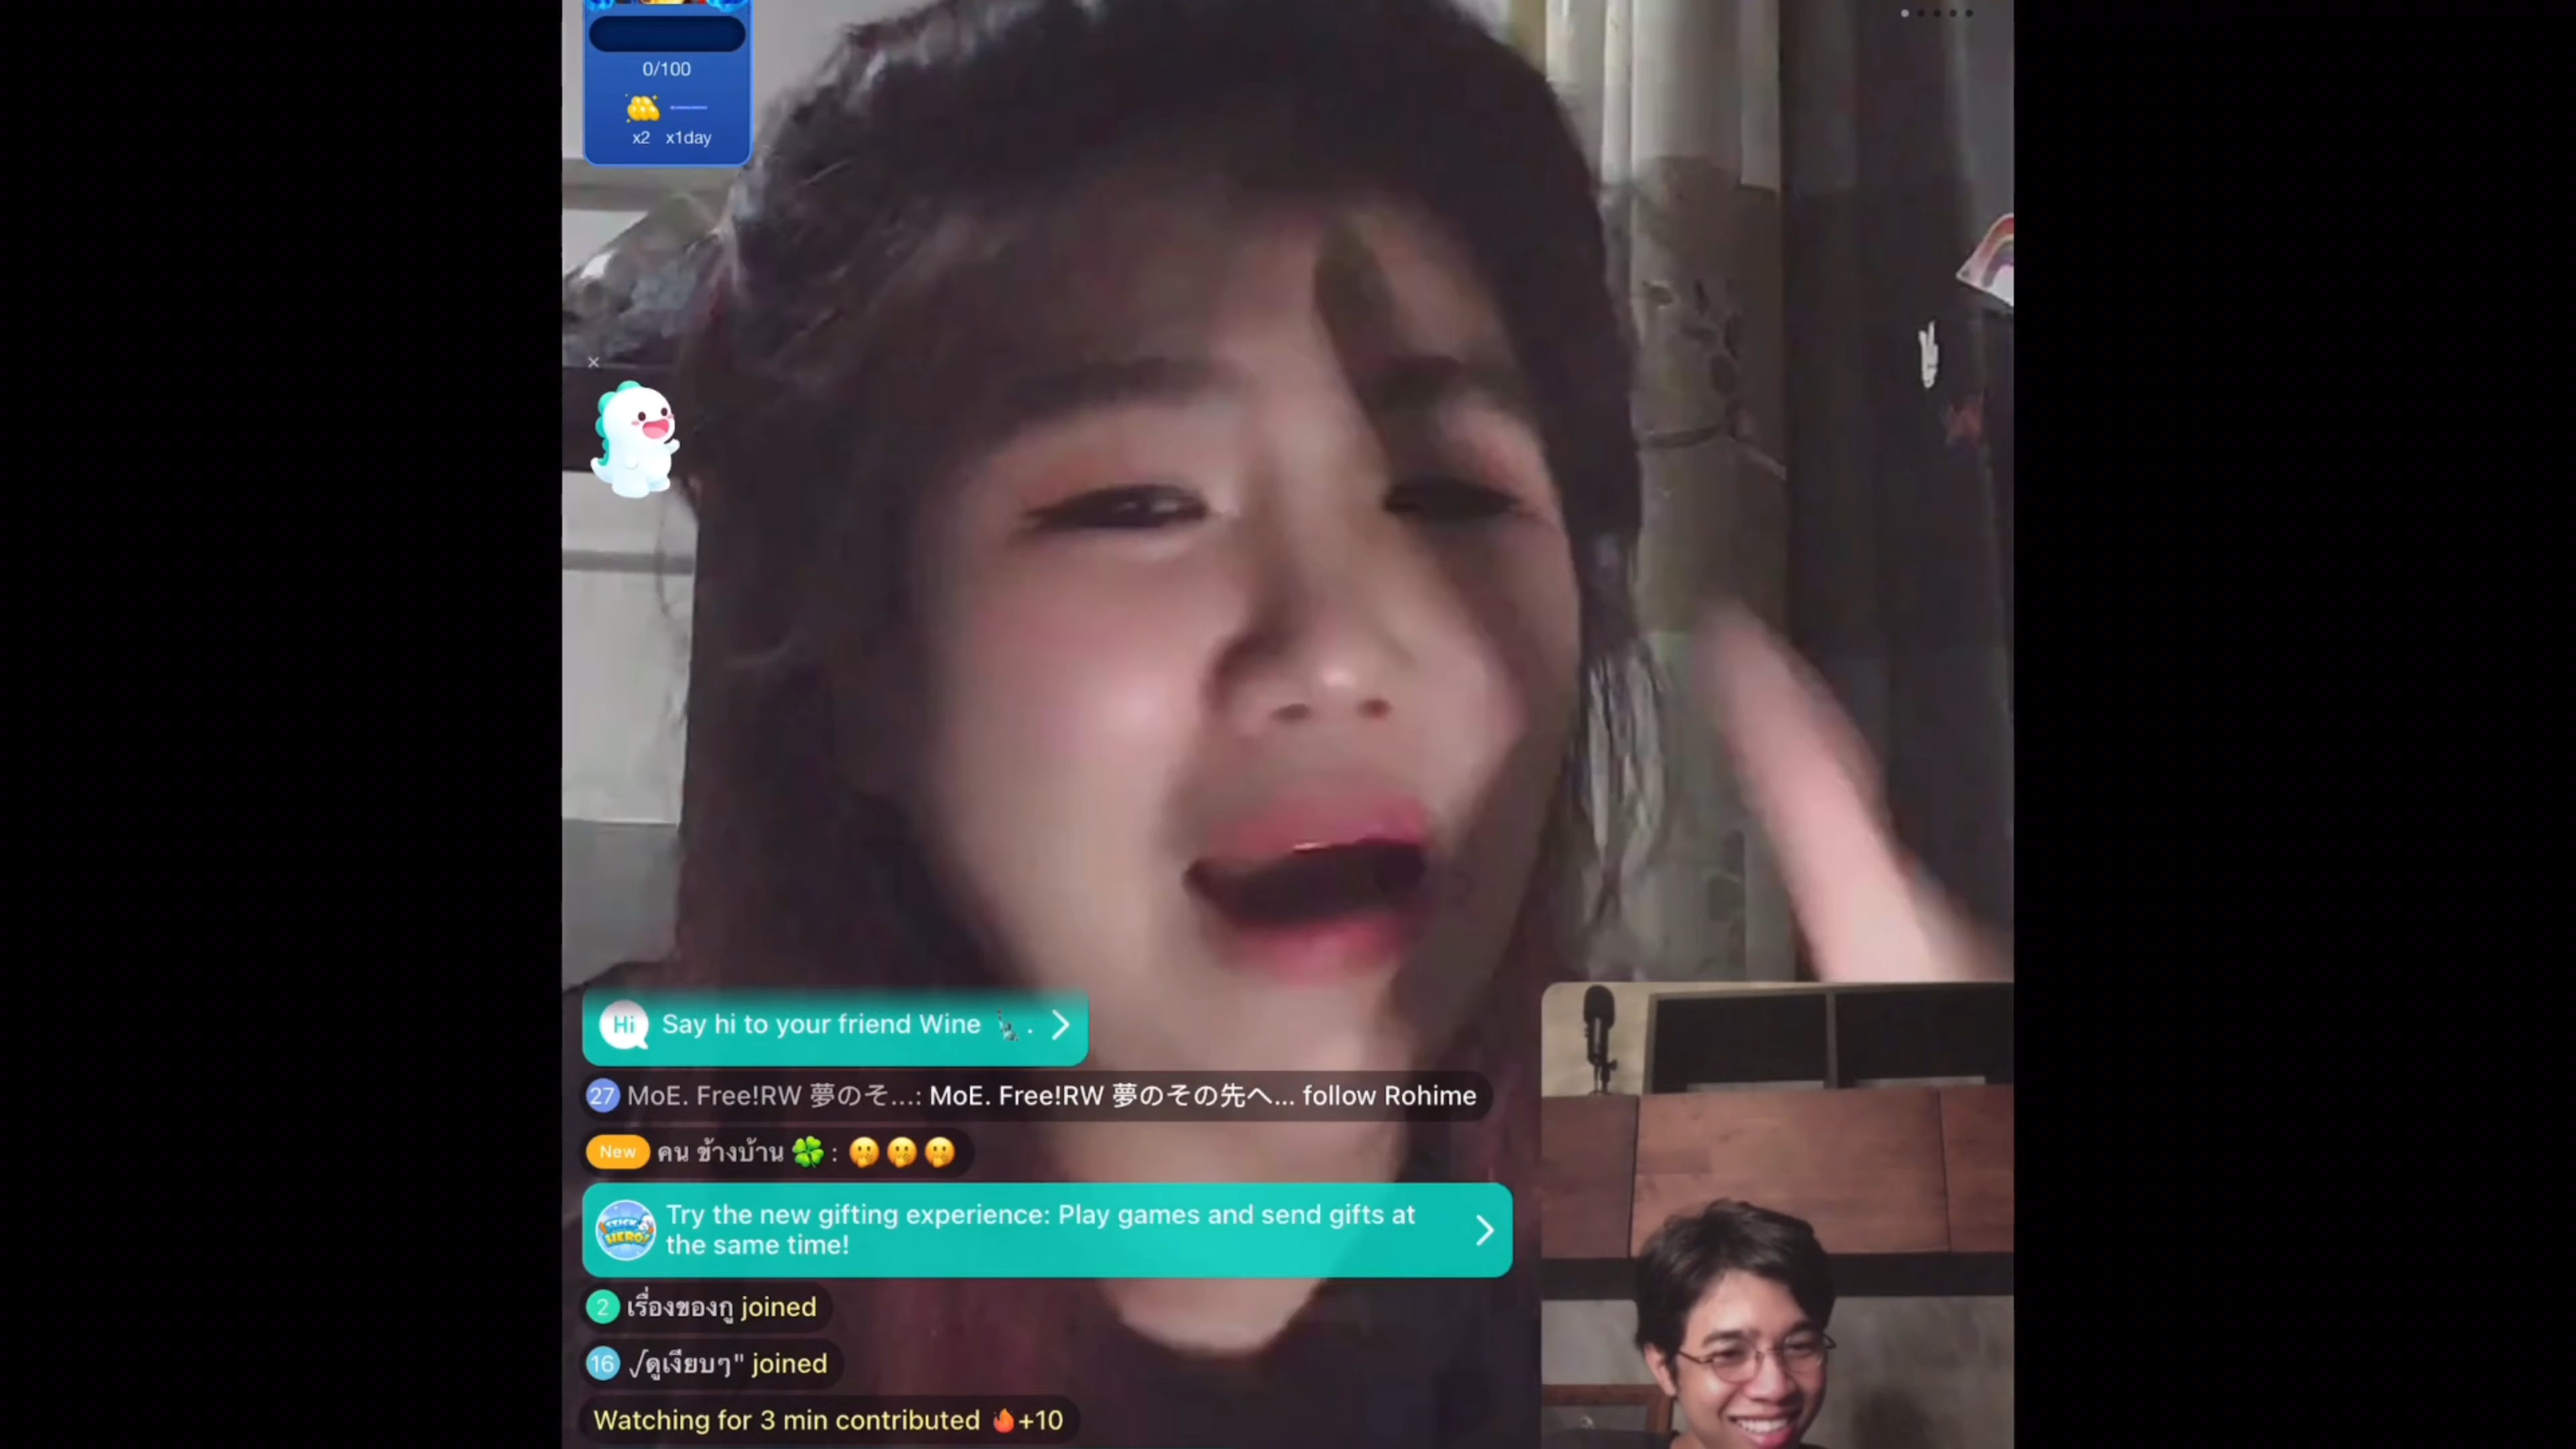 0/100
x2 x1day
Hi Say hi to your friend Wine 🗽 .
27 MoE. Free!RW 夢のそ...: MoE. Free!RW 夢のその先へ... follow Rohime
New คน ข้างบ้าน 🍀 : 🤭🤭🤭
STICK HERO! Try the new gifting experience: Play games and send gifts at
the same time!
2 เรื่องของกู joined
16 √ดูเงียบๆ" joined
Watching for 3 min contributed 🔥+10